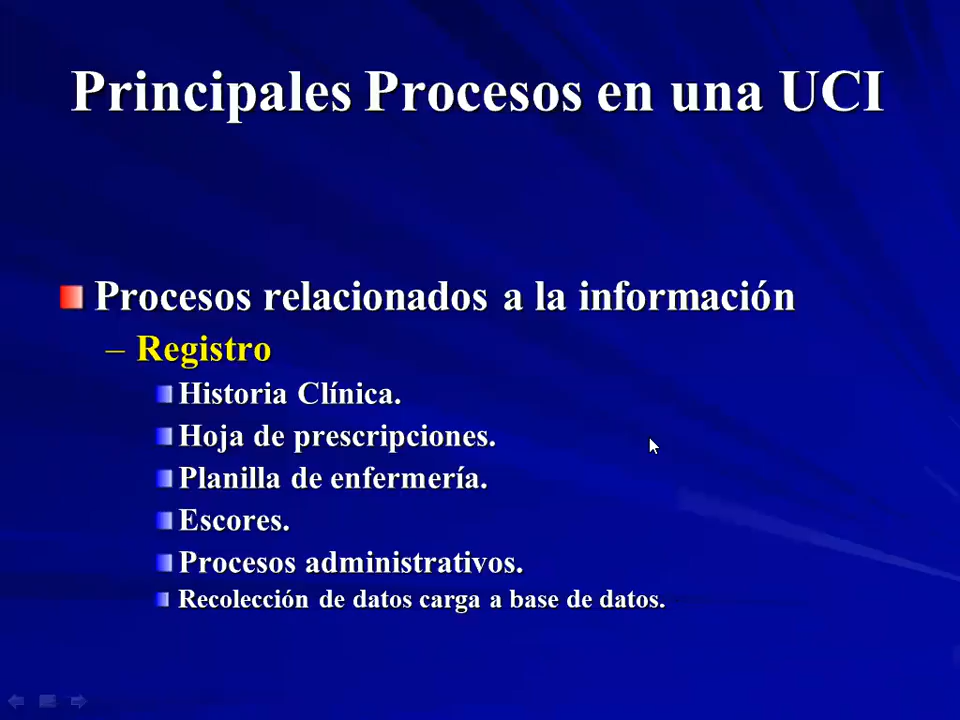 Principales Procesos en una UCI
Procesos relacionados a la información
– Registro
Historia Clínica.
Hoja de prescripciones.
Planilla de enfermería.
Escores.
Procesos administrativos.
Recolección de datos carga a base de datos.